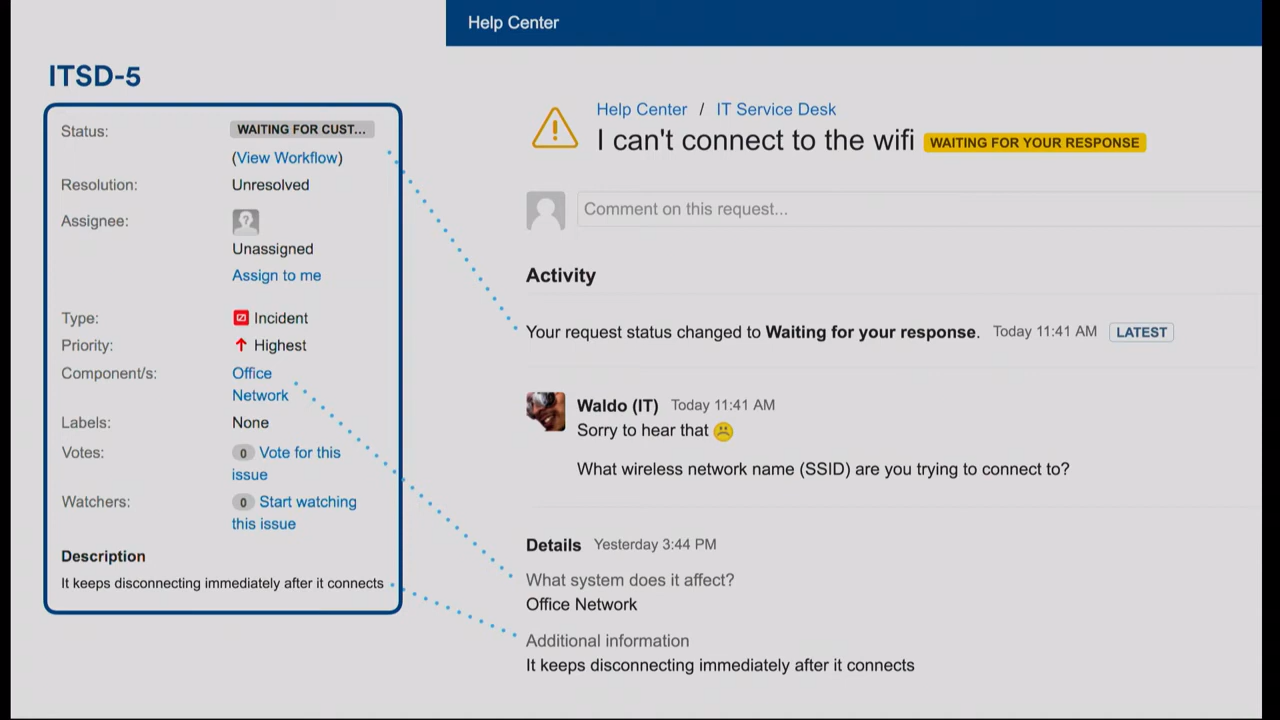 Help Center
ITSD-5
Status: WAITING FOR CUST...
(View Workflow)
Resolution: Unresolved
Assignee:
Unassigned
Assign to me
Type: Incident
Priority: Highest
Component/s: Office
Network
Labels: None
Votes: 0 Vote for this
issue
Watchers: 0 Start watching
this issue
Description
It keeps disconnecting immediately after it connects
Help Center / IT Service Desk
I can't connect to the wifi WAITING FOR YOUR RESPONSE
Comment on this request...
Activity
Your request status changed to Waiting for your response. Today 11:41 AM LATEST
Waldo (IT) Today 11:41 AM
Sorry to hear that
What wireless network name (SSID) are you trying to connect to?
Details Yesterday 3:44 PM
What system does it affect?
Office Network
Additional information
It keeps disconnecting immediately after it connects